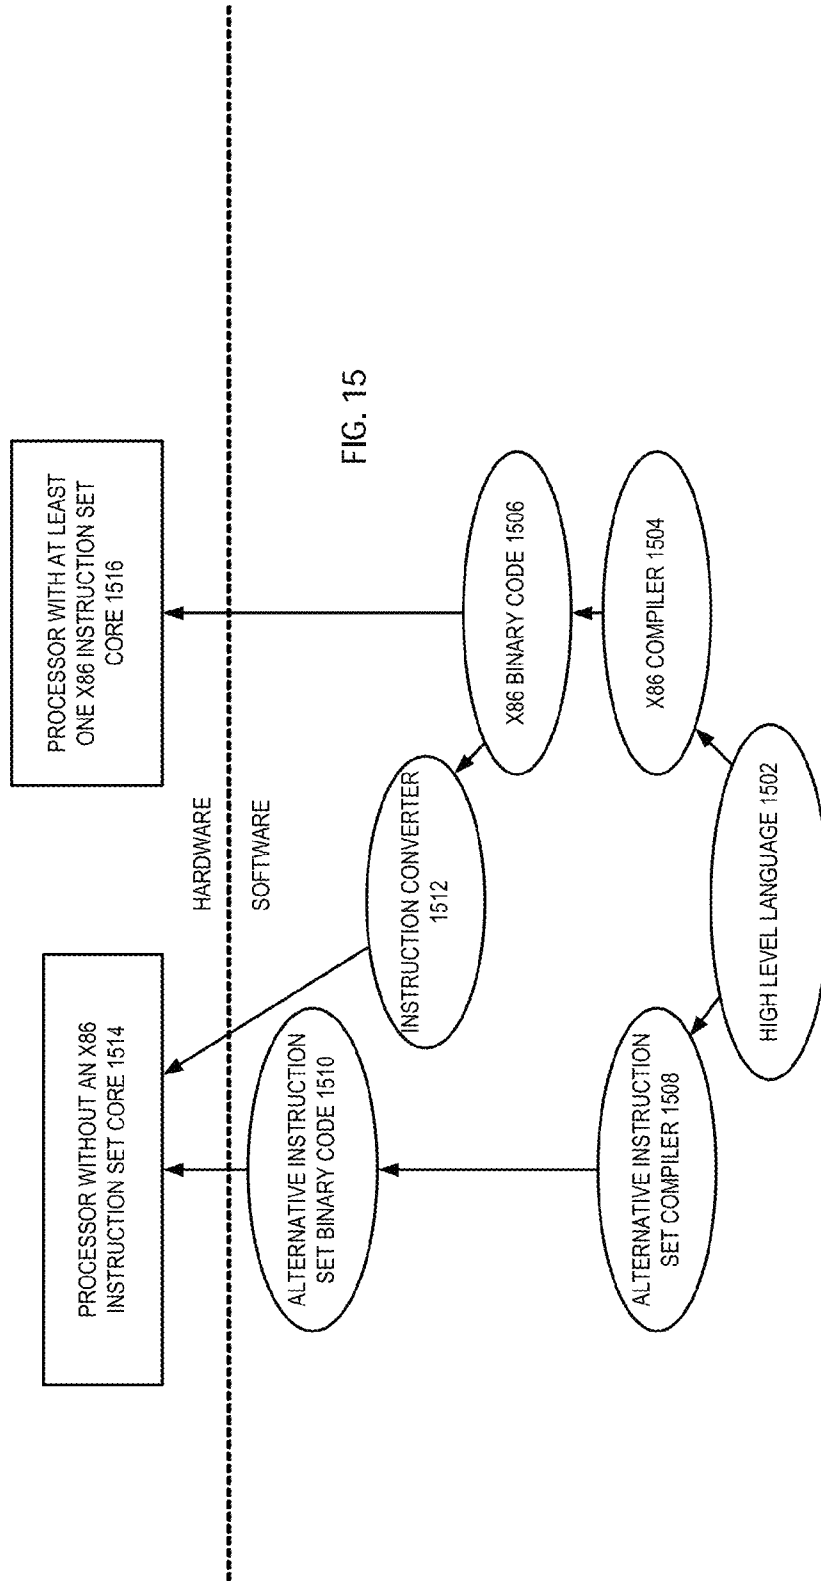 PROCESSOR WITHOUT AN X86
INSTRUCTION SET CORE 1514
PROCESSOR WITH AT LEAST
ONE X86 INSTRUCTION SET
CORE 1516
HARDWARE
SOFTWARE
ALTERNATIVE INSTRUCTION
SET BINARY CODE 1510
INSTRUCTION CONVERTER
1512
FIG. 15
X86 BINARY CODE 1506
ALTERNATIVE INSTRUCTION
SET COMPILER 1508
X86 COMPILER 1504
HIGH LEVEL LANGUAGE 1502